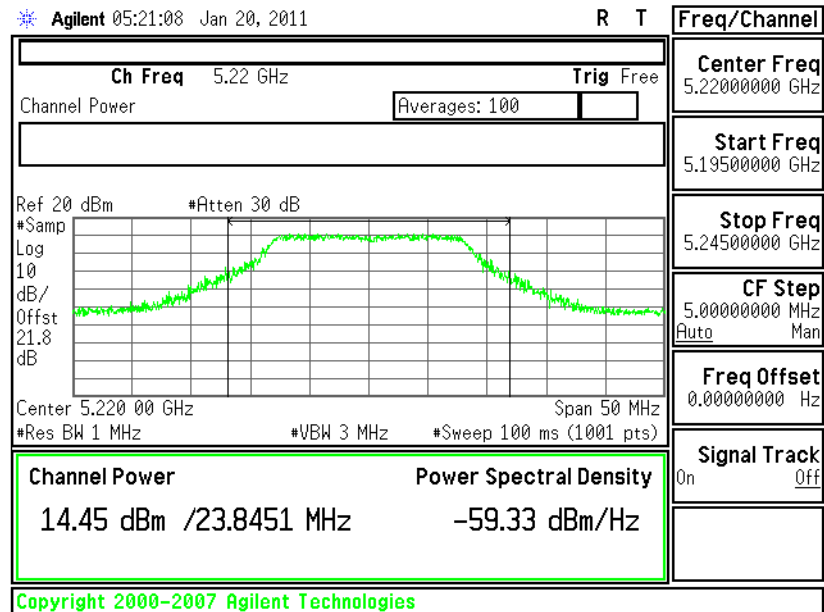 Agilent 05:21:08 Jan 20, 2011 R T
Freq/Channel
Ch Freq 5.22 GHz Trig Free
Channel Power Averages: 100
Ref 20 dBm #Atten 30 dB
#Samp
Log
10
dB/
Offst
21.8
dB
Center 5.220 00 GHz Span 50 MHz
#Res BW 1 MHz #VBW 3 MHz #Sweep 100 ms (1001 pts)
Channel Power Power Spectral Density
14.45 dBm /23.8451 MHz -59.33 dBm/Hz
Center Freq
5.22000000 GHz
Start Freq
5.19500000 GHz
Stop Freq
5.24500000 GHz
CF Step
5.00000000 MHz
Auto Man
Freq Offset
0.00000000 Hz
Signal Track
On Off
Copyright 2000-2007 Agilent Technologies